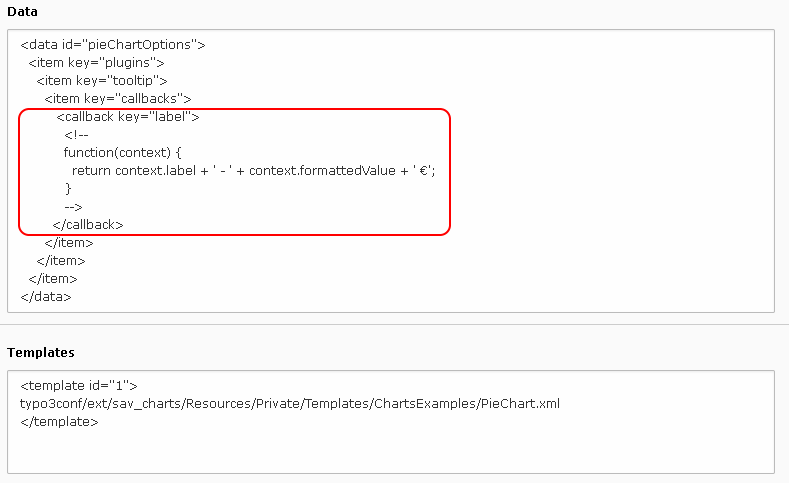 Data
<data id="pieChartOptions">
<item key="plugins">
<item key="tooltip">
<item key="callbacks">
<callback key="label">
<!--
function(context) {
return context.label + ' - ' + context.formattedValue + ' €';
}
-->
</callback>
</item>
</item>
</item>
</data>
Templates
<template id="1">
typo3conf/ext/sav_charts/Resources/Private/Templates/ChartsExamples/PieChart.xml
</template>